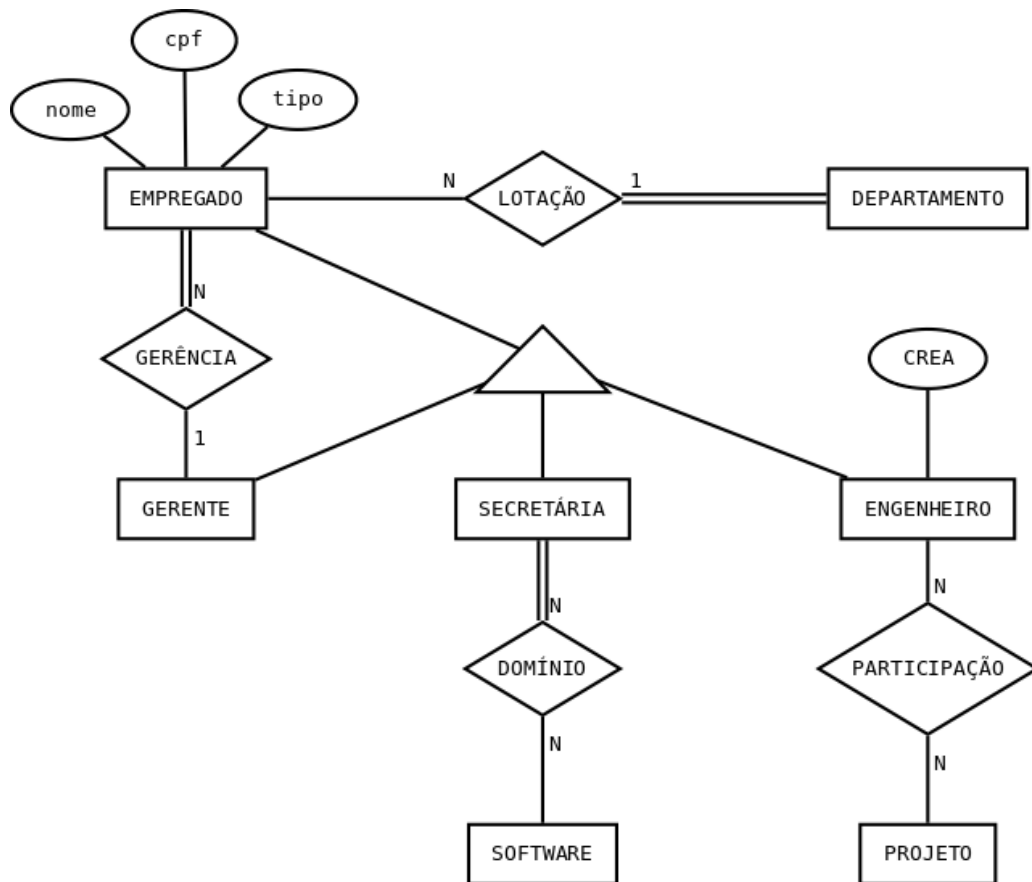 cpf
nome
tipo
EMPREGADO
N
LOTAÇÃO
1
DEPARTAMENTO
N
GERÊNCIA
1
CREA
GERENTE
SECRETÁRIA
ENGENHEIRO
N
DOMÍNIO
N
N
PARTICIPAÇÃO
N
SOFTWARE
PROJETO